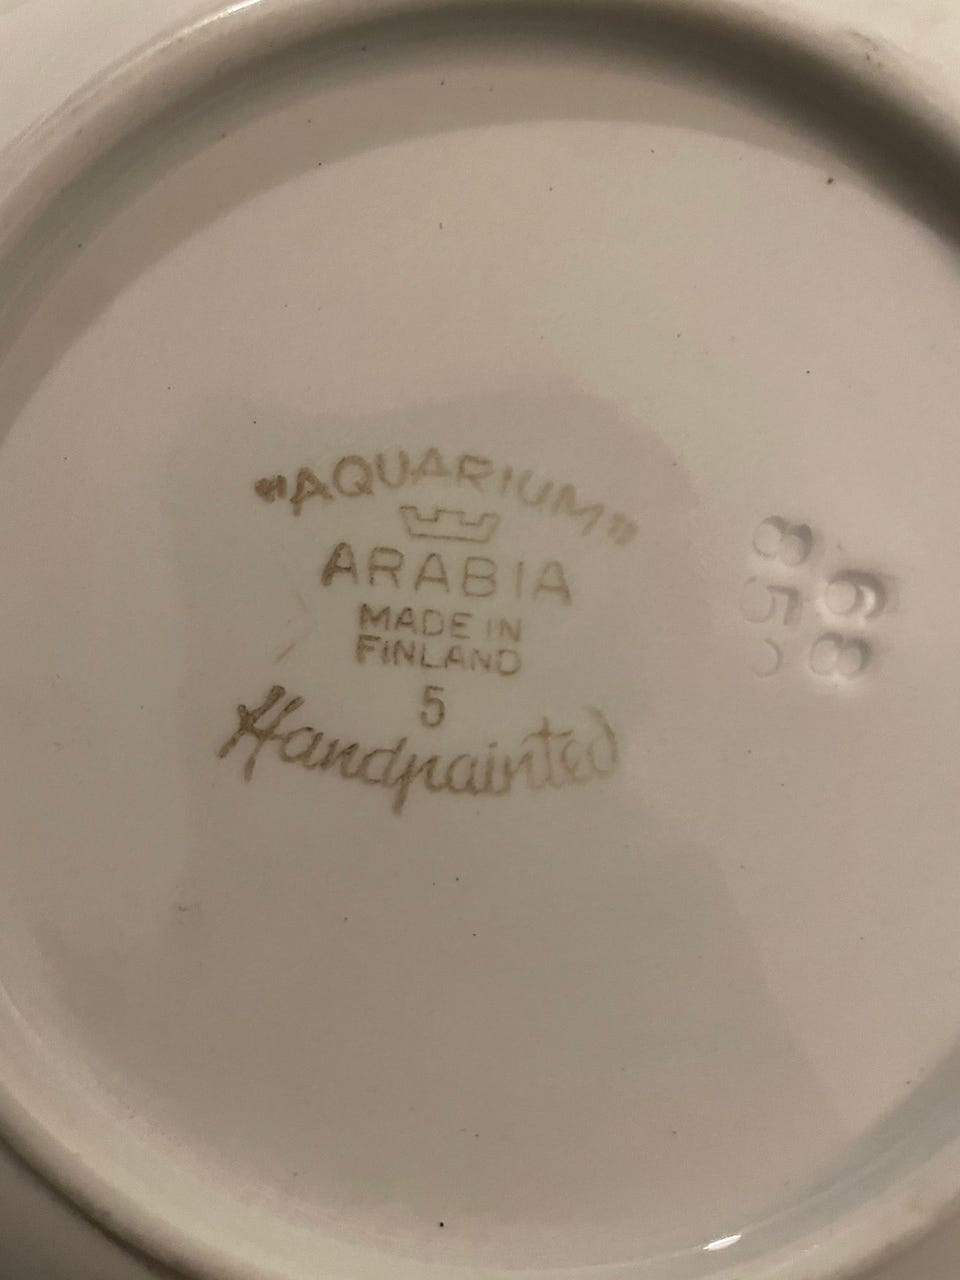 "AQUARIUM"
ARABIA
MADE IN
FINLAND
5
Handpainted